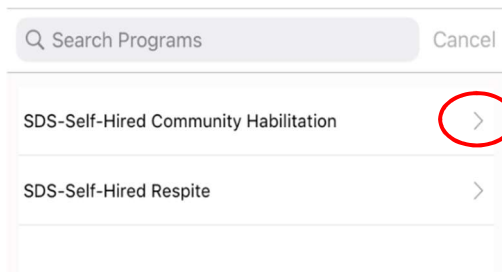 Search Programs Cancel
SDS-Self-Hired Community Habilitation
SDS-Self-Hired Respite